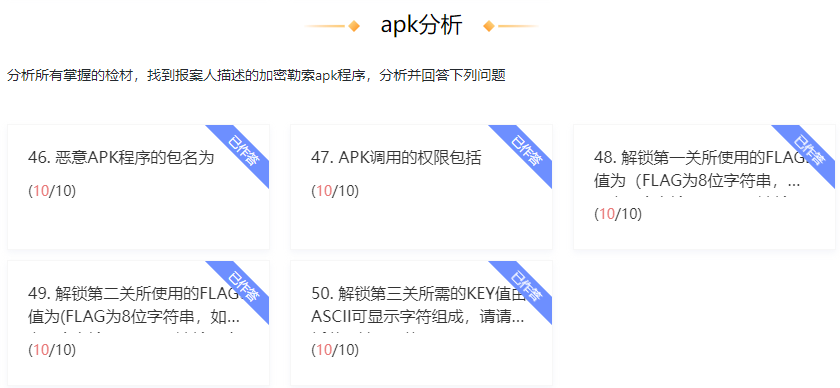 apk分析
分析所有掌握的检材，找到报案人描述的加密勒索apk程序，分析并回答下列问题
46. 恶意APK程序的包名为
已作答
(10/10)
47. APK调用的权限包括
已作答
(10/10)
48. 解锁第一关所使用的FLAG
值为（FLAG为8位字符串，...
已作答
(10/10)
49. 解锁第二关所使用的FLAG
值为(FLAG为8位字符串，如...
已作答
(10/10)
50. 解锁第三关所需的KEY值由
ASCII可显示字符组成，请请...
已作答
(10/10)